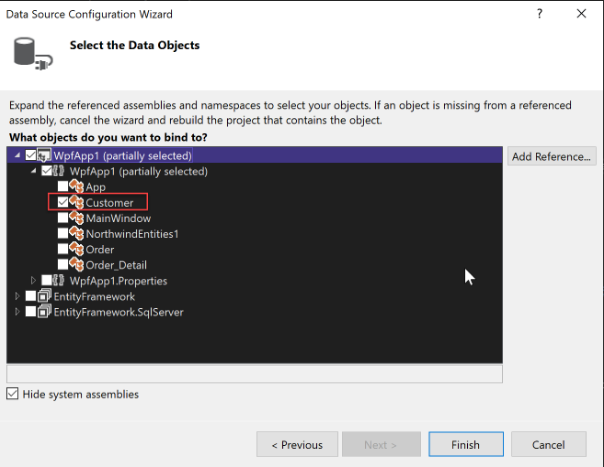 Data Source Configuration Wizard
?
Select the Data Objects
Expand the referenced assemblies and namespaces to select your objects. If an object is missing from a referenced
assembly, cancel the wizard and rebuild the project that contains the object.
What objects do you want to bind to?
WpfApp1 (partially selected)
Add Reference...
WpfApp1 (partially selected)
App
Customer
MainWindow
NorthwindEntities1
Order
Order_Detail
WpfApp1.Properties
EntityFramework
EntityFramework.SqlServer
Hide system assemblies
< Previous
Next >
Finish
Cancel